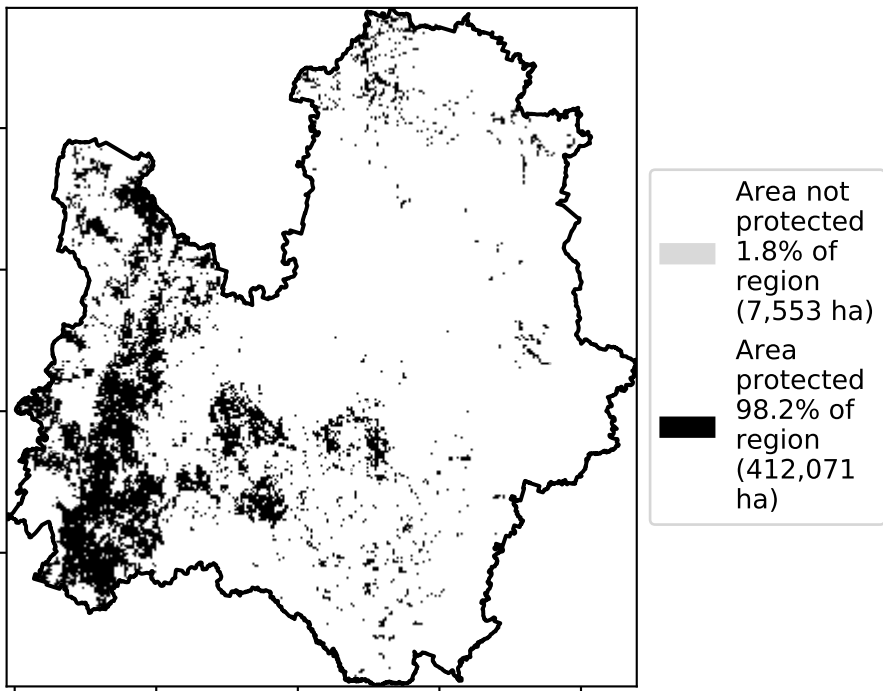 Area not
protected
1.8% of
region
(7,553 ha)
Area
protected
98.2% of
region
(412,071
ha)